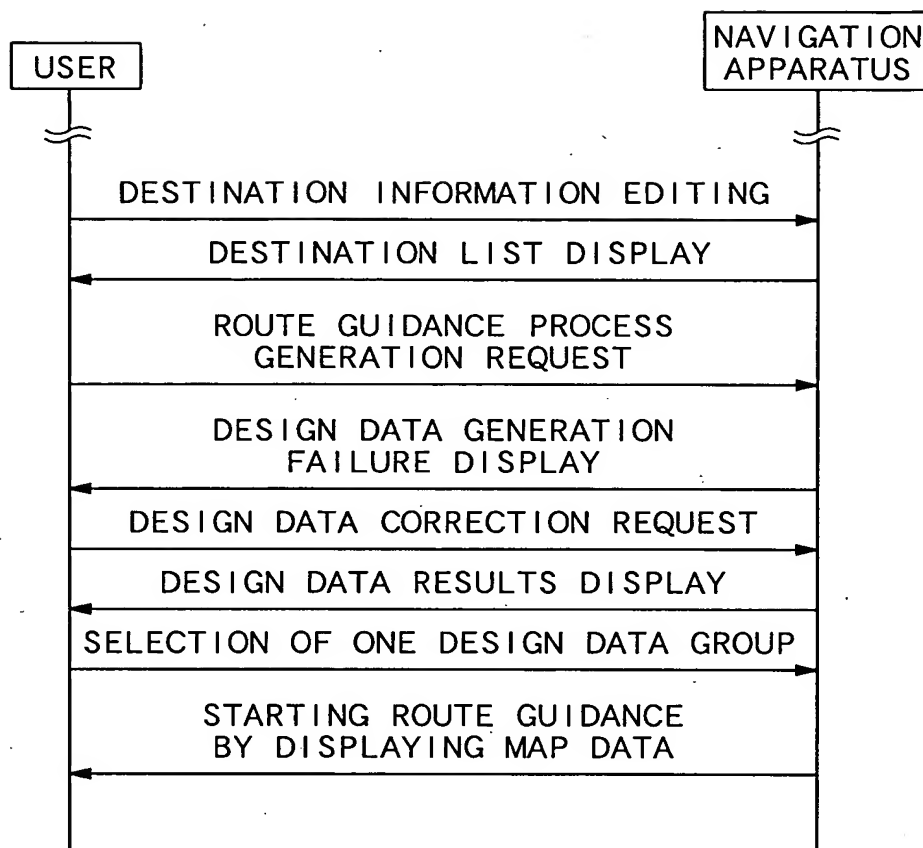 USER
NAVIGATION
APPARATUS
DESTINATION INFORMATION EDITING
DESTINATION LIST DISPLAY
ROUTE GUIDANCE PROCESS
GENERATION REQUEST
DESIGN DATA GENERATION
FAILURE DISPLAY
DESIGN DATA CORRECTION REQUEST
DESIGN DATA RESULTS DISPLAY
SELECTION OF ONE DESIGN DATA GROUP
STARTING ROUTE GUIDANCE
BY DISPLAYING MAP DATA